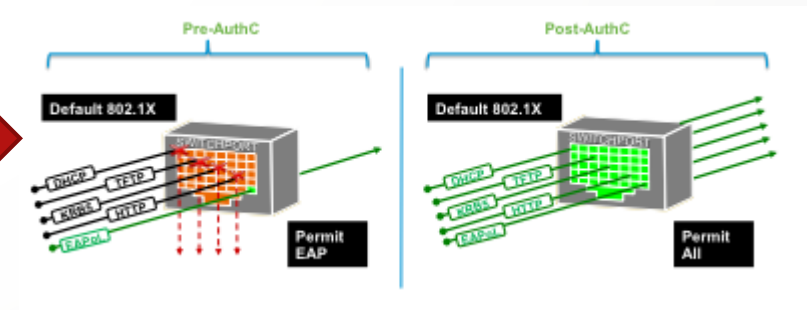 Pre-AuthC
Default 802.1X
SWITCHPORT
DHCP
TFTP
KRB5
HTTP
EAPoL
Permit
EAP
Post-AuthC
Default 802.1X
SWITCHPORT
DHCP
TFTP
KRB5
HTTP
EAPoL
Permit
All